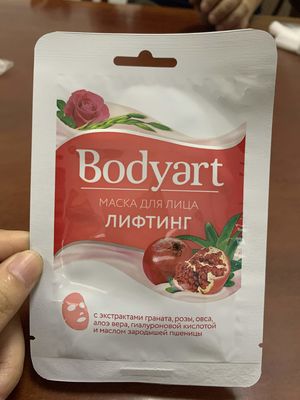 Bodyart
МАСКА ДЛЯ ЛИЦА
ЛИФТИНГ
с экстрактами граната, розы, овса,
алоэ вера, гиалуроновой кислотой
и маслом зародышей пшеницы